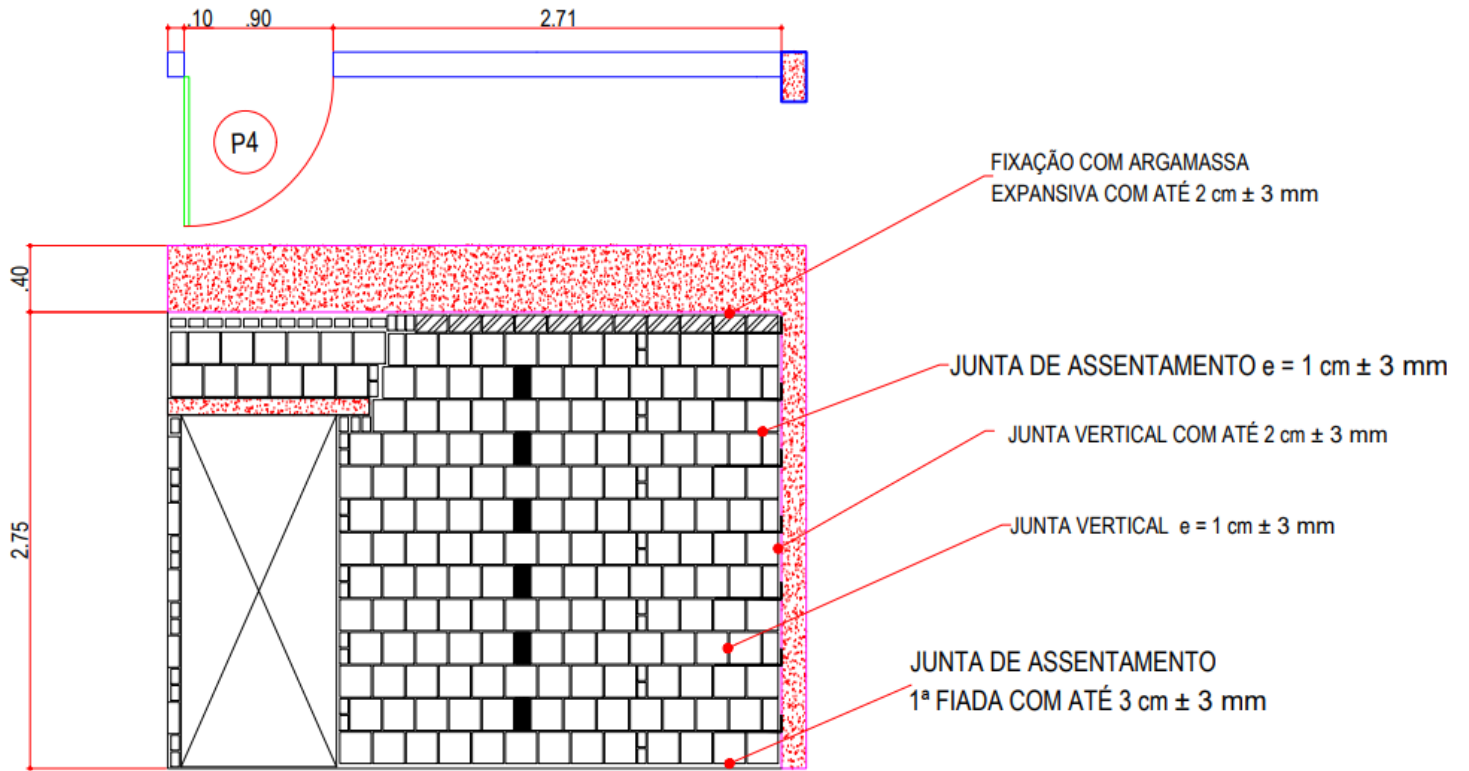 .10 .90 2.71
P4
FIXAÇÃO COM ARGAMASSA
EXPANSIVA COM ATÉ 2 cm ± 3 mm
.40
JUNTA DE ASSENTAMENTO e = 1 cm ± 3 mm
JUNTA VERTICAL COM ATÉ 2 cm ± 3 mm
2.75
JUNTA VERTICAL e = 1 cm ± 3 mm
JUNTA DE ASSENTAMENTO
1ª FIADA COM ATÉ 3 cm ± 3 mm